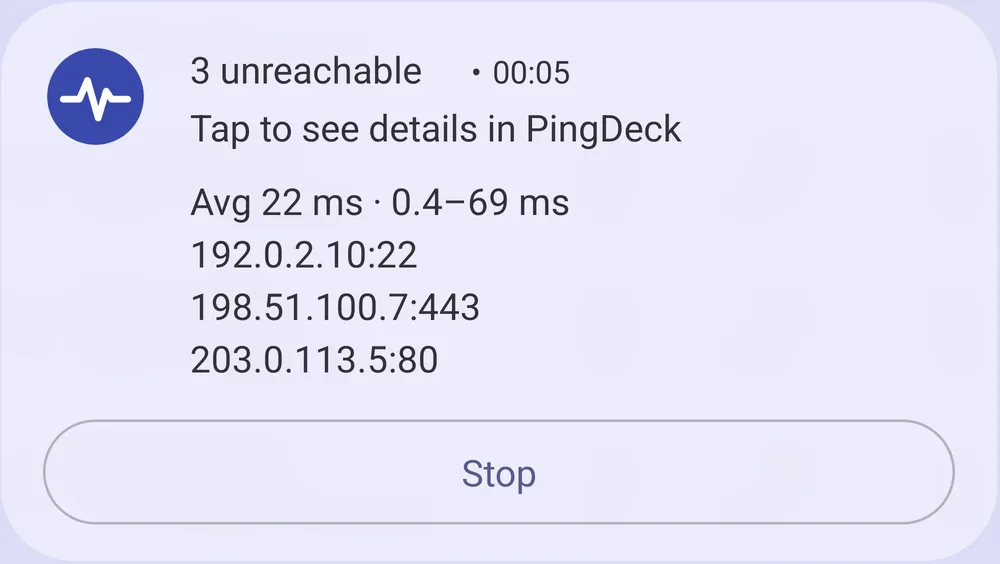 3 unreachable • 00:05
Tap to see details in PingDeck
Avg 22 ms · 0.4–69 ms
192.0.2.10:22
198.51.100.7:443
203.0.113.5:80
Stop